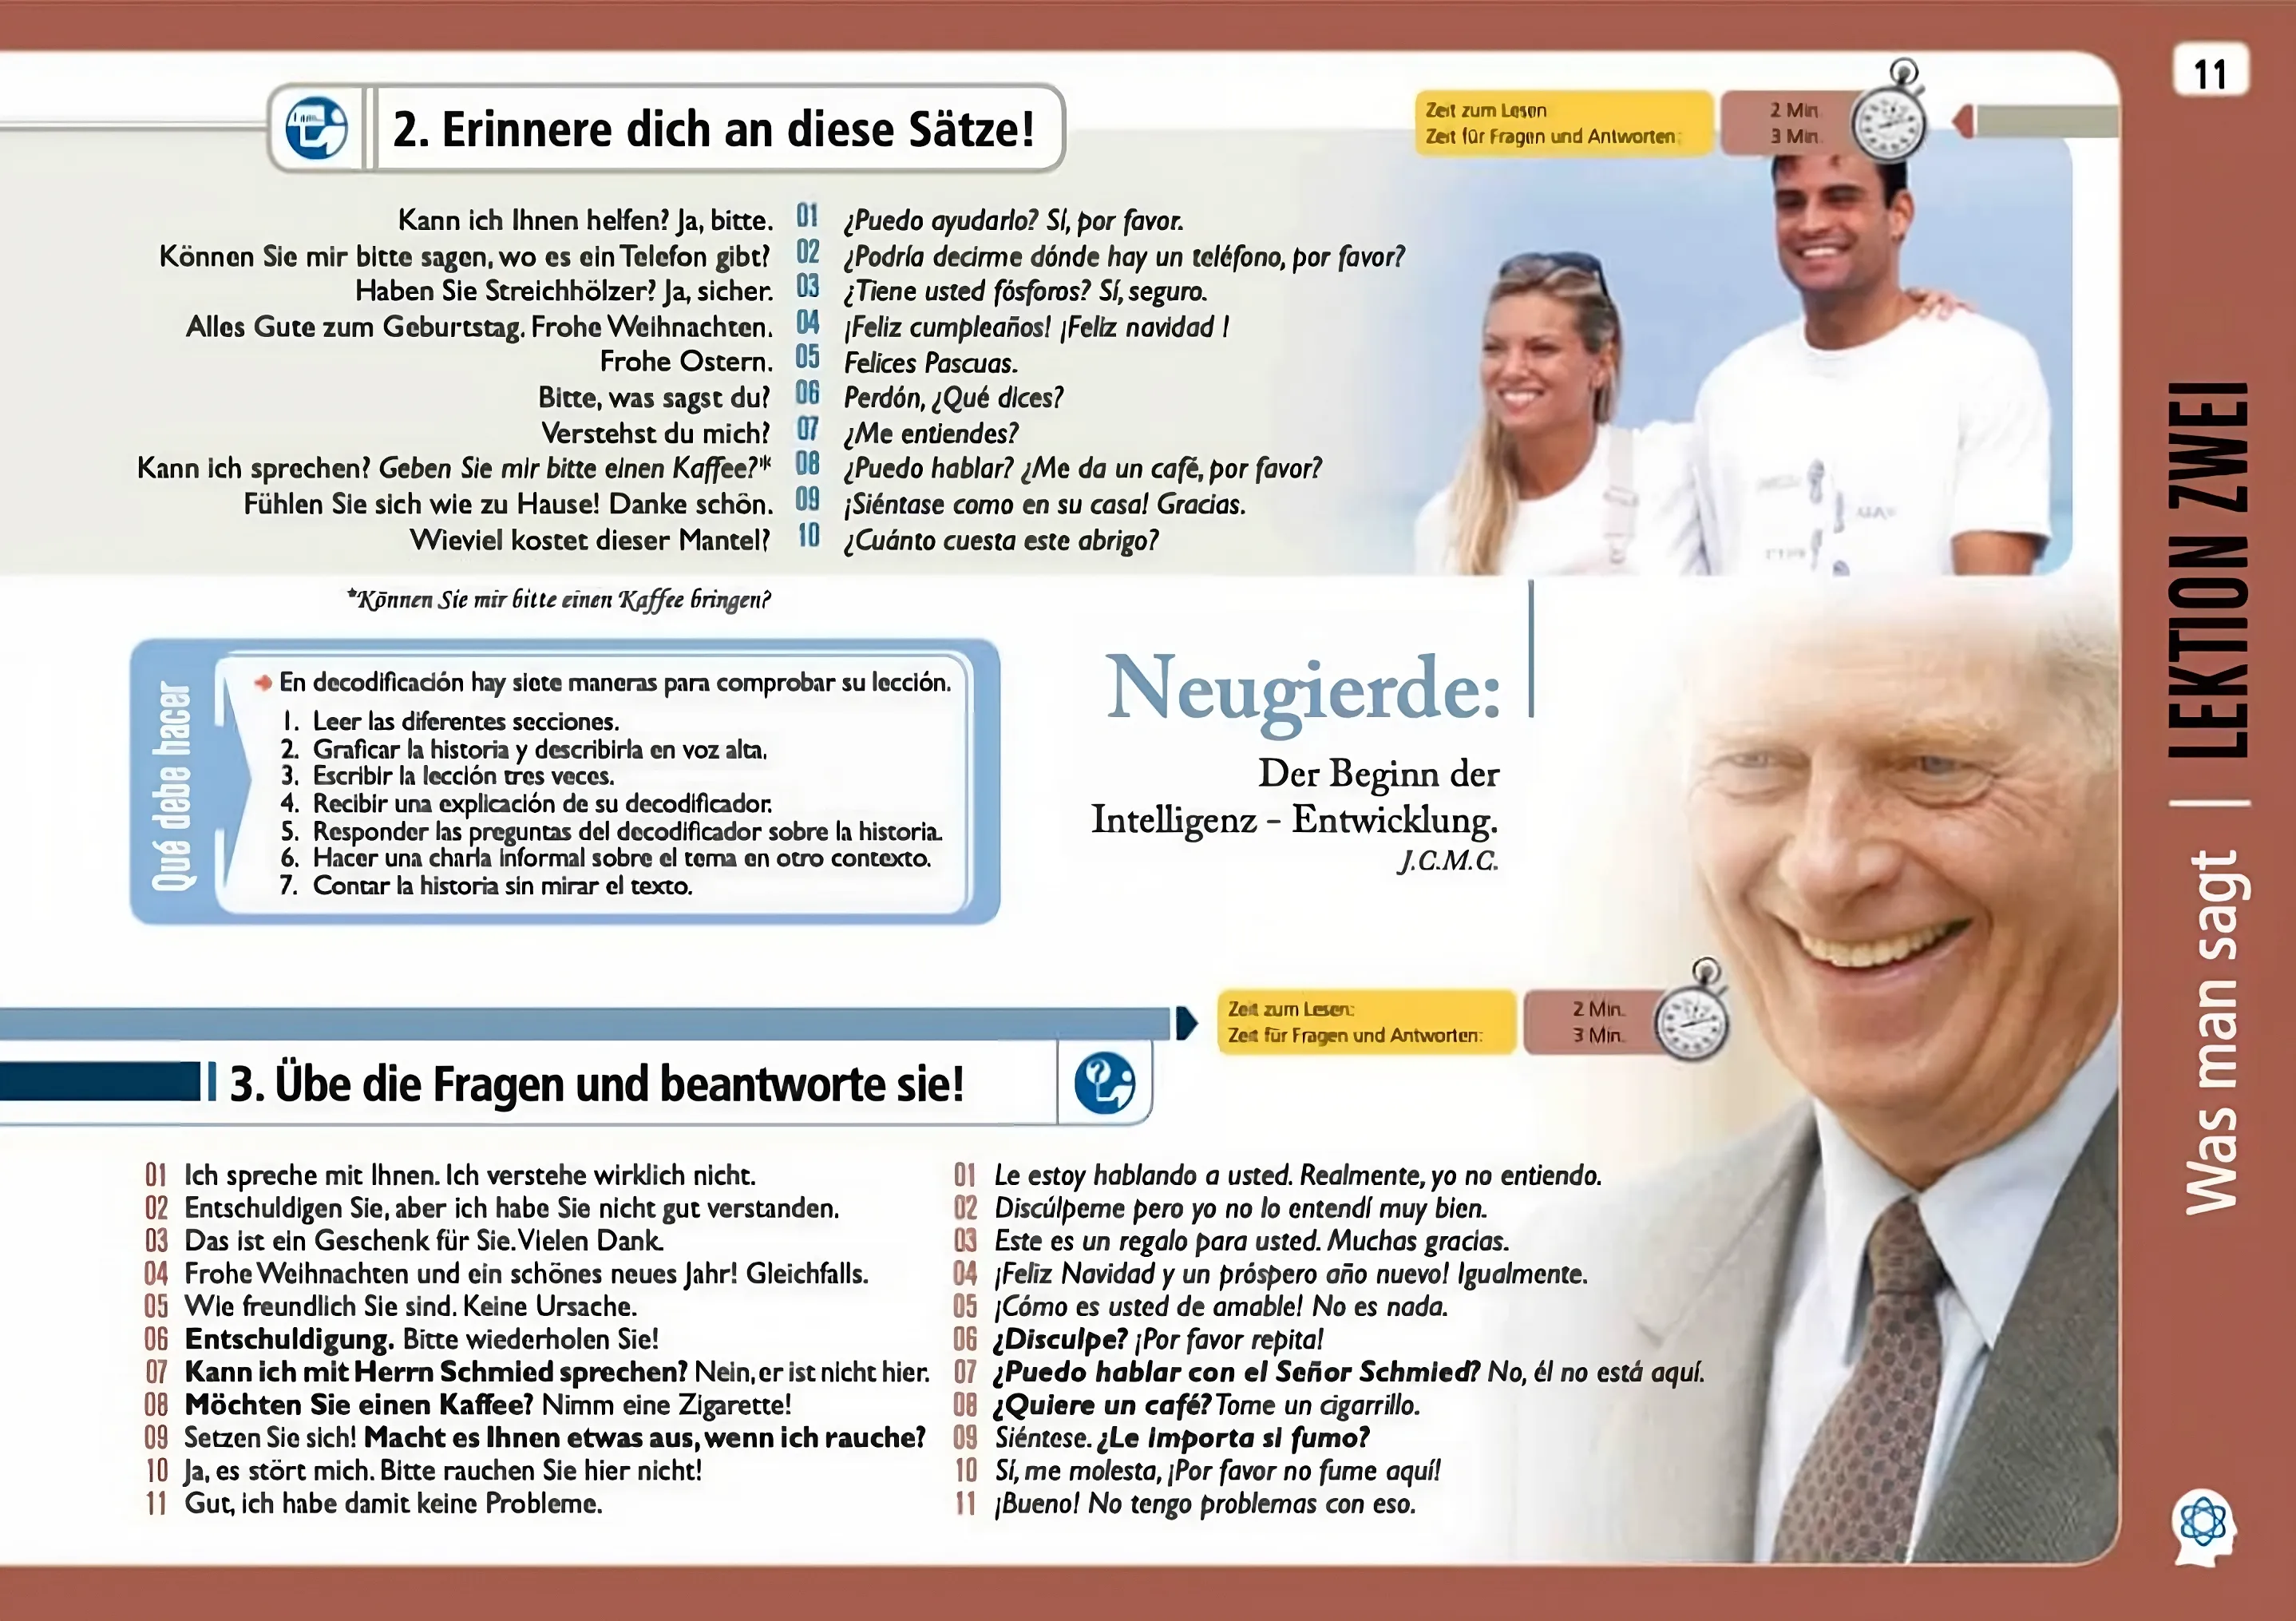 11
2. Erinnere dich an diese Sätze!
Zeit zum Lesen 2 Min.
Zeit für Fragen und Antworten: 3 Min.
Kann ich Ihnen helfen? Ja, bitte. 01 ¿Puedo ayudarlo? Sí, por favor.
Können Sie mir bitte sagen, wo es ein Telefon gibt? 02 ¿Podría decirme dónde hay un teléfono, por favor?
Haben Sie Streichhölzer? Ja, sicher. 03 ¿Tiene usted fósforos? Sí, seguro.
Alles Gute zum Geburtstag. Frohe Weihnachten. 04 ¡Feliz cumpleaños! ¡Feliz navidad !
Frohe Ostern. 05 Felices Pascuas.
Bitte, was sagst du? 06 Perdón, ¿Qué dices?
Verstehst du mich? 07 ¿Me entiendes?
Kann ich sprechen? Geben Sie mir bitte einen Kaffee?* 08 ¿Puedo hablar? ¿Me da un café, por favor?
Fühlen Sie sich wie zu Hause! Danke schön. 09 ¡Siéntase como en su casa! Gracias.
Wieviel kostet dieser Mantel? 10 ¿Cuánto cuesta este abrigo?
*Können Sie mir bitte einen Kaffee bringen?
Qué debe hacer
En decodificación hay siete maneras para comprobar su lección.
1. Leer las diferentes secciones.
2. Graficar la historia y describirla en voz alta.
3. Escribir la lección tres veces.
4. Recibir una explicación de su decodificador.
5. Responder las preguntas del decodificador sobre la historia.
6. Hacer una charla informal sobre el tema en otro contexto.
7. Contar la historia sin mirar el texto.
Neugierde:
Der Beginn der
Intelligenz - Entwicklung.
J.C.M.C.
Zeit zum Lesen: 2 Min.
Zeit für Fragen und Antworten: 3 Min.
3. Übe die Fragen und beantworte sie!
01 Ich spreche mit Ihnen. Ich verstehe wirklich nicht. 01 Le estoy hablando a usted. Realmente, yo no entiendo.
02 Entschuldigen Sie, aber ich habe Sie nicht gut verstanden. 02 Discúlpeme pero yo no lo entendí muy bien.
03 Das ist ein Geschenk für Sie. Vielen Dank. 03 Este es un regalo para usted. Muchas gracias.
04 Frohe Weihnachten und ein schönes neues Jahr! Gleichfalls. 04 ¡Feliz Navidad y un próspero año nuevo! Igualmente.
05 Wie freundlich Sie sind. Keine Ursache. 05 ¡Cómo es usted de amable! No es nada.
06 Entschuldigung. Bitte wiederholen Sie! 06 ¿Disculpe? ¡Por favor repita!
07 Kann ich mit Herrn Schmied sprechen? Nein, er ist nicht hier. 07 ¿Puedo hablar con el Señor Schmied? No, él no está aquí.
08 Möchten Sie einen Kaffee? Nimm eine Zigarette! 08 ¿Quiere un café? Tome un cigarrillo.
09 Setzen Sie sich! Macht es Ihnen etwas aus, wenn ich rauche? 09 Siéntese. ¿Le importa si fumo?
10 Ja, es stört mich. Bitte rauchen Sie hier nicht! 10 Sí, me molesta, ¡Por favor no fume aquí!
11 Gut, ich habe damit keine Probleme. 11 ¡Bueno! No tengo problemas con eso.
Was man sagt | LEKTION ZWEI